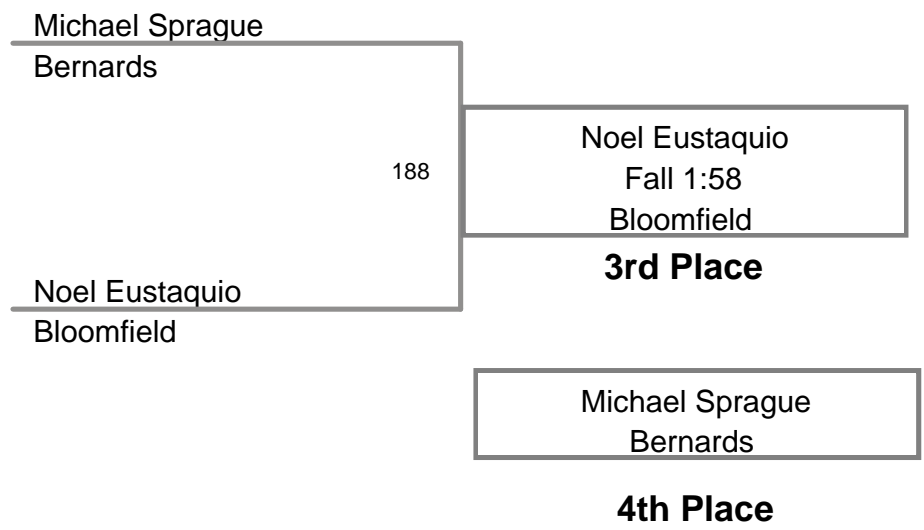 Michael Sprague
Bernards
188
Noel Eustaquio
Fall 1:58
Bloomfield
3rd Place
Noel Eustaquio
Bloomfield
Michael Sprague
Bernards
4th Place